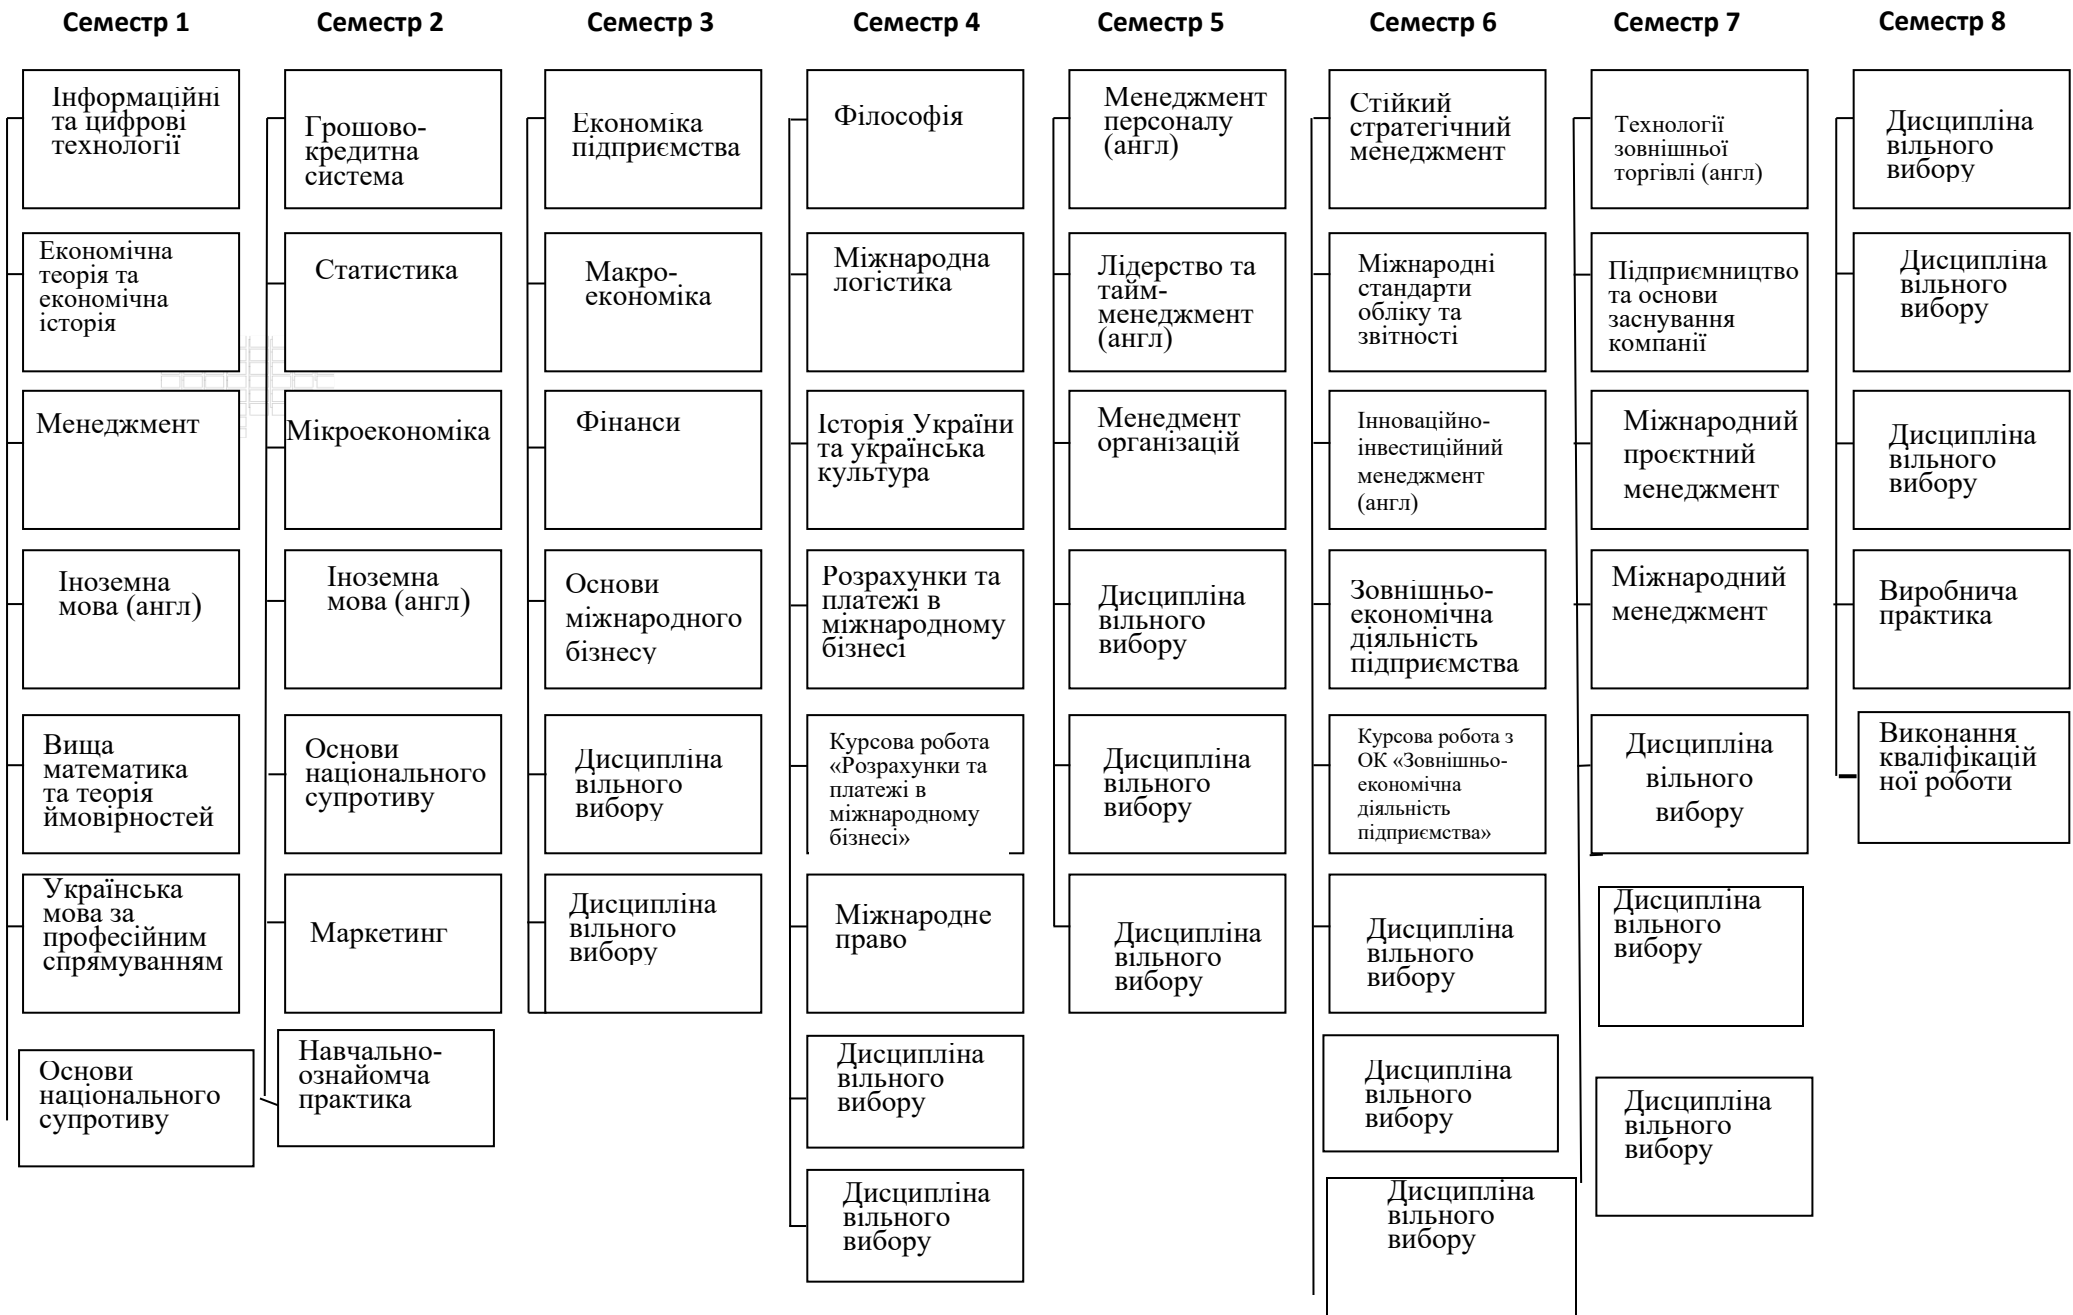 Семестр 1
Семестр 2
Семестр 3
Семестр 4
Семестр 5
Семестр 6
Семестр 7
Семестр 8
Інформаційні
та цифрові
технології
Економічна
теорія та
економічна
історія
Менеджмент
Іноземна
мова (англ)
Вища
математика
та теорія
ймовірностей
Українська
мова за
професійним
спрямуванням
Основи
національного
супротиву
Грошово-
кредитна
система
Статистика
Мікроекономіка
Іноземна
мова (англ)
Основи
національного
супротиву
Маркетинг
Навчально-
ознайомча
практика
Економіка
підприємства
Макро-
економіка
Фінанси
Основи
міжнародного
бізнесу
Дисципліна
вільного
вибору
Дисципліна
вільного
вибору
Філософія
Міжнародна
логістика
Історія України
та українська
культура
Розрахунки та
платежі в
міжнародному
бізнесі
Курсова робота
«Розрахунки та
платежі в
міжнародному
бізнесі»
Міжнародне
право
Дисципліна
вільного
вибору
Дисципліна
вільного
вибору
Менеджмент
персоналу
(англ)
Лідерство та
тайм-
менеджмент
(англ)
Менедмент
організацій
Дисципліна
вільного
вибору
Дисципліна
вільного
вибору
Дисципліна
вільного
вибору
Стійкий
стратегічний
менеджмент
Міжнародні
стандарти
обліку та
звітності
Інноваційно-
інвестиційний
менеджмент
(англ)
Зовнішньо-
економічна
діяльність
підприємства
Курсова робота з
ОК «Зовнішньо-
економічна
діяльність
підприємства»
Дисципліна
вільного
вибору
Дисципліна
вільного
вибору
Дисципліна
вільного
вибору
Технології
зовнішньої
торгівлі (англ)
Підприємництво
та основи
заснування
компанії
Міжнародний
проєктний
менеджмент
Міжнародний
менеджмент
Дисципліна
вільного
вибору
Дисципліна
вільного
вибору
Дисципліна
вільного
вибору
Дисципліна
вільного
вибору
Дисципліна
вільного
вибору
Дисципліна
вільного
вибору
Виробнича
практика
Виконання
кваліфікацій
ної роботи